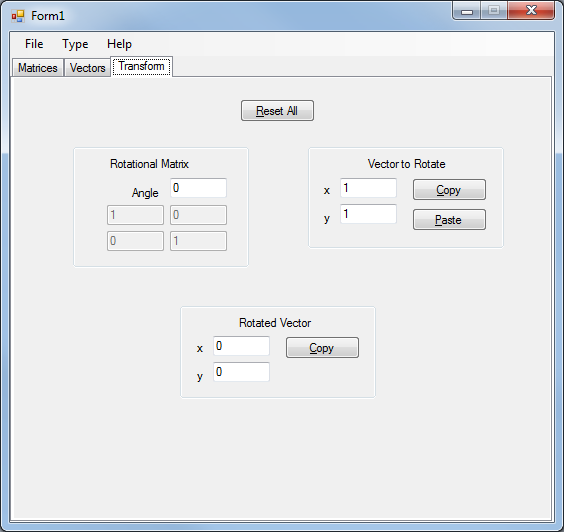 Form1
File Type Help
Matrices Vectors Transform
Reset All
Rotational Matrix
Angle 0
1 0
0 1
Vector to Rotate
x 1 Copy
y 1 Paste
Rotated Vector
x 0 Copy
y 0